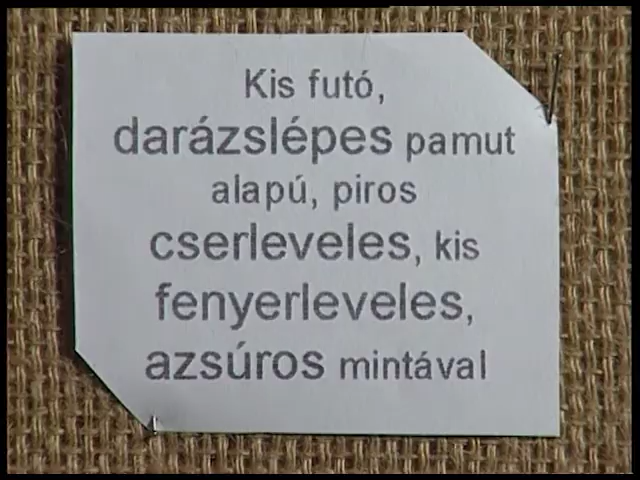 Kis futó,
darázslépes pamut
alapú, piros
cserleveles, kis
fenyerleveles,
azsúros mintával